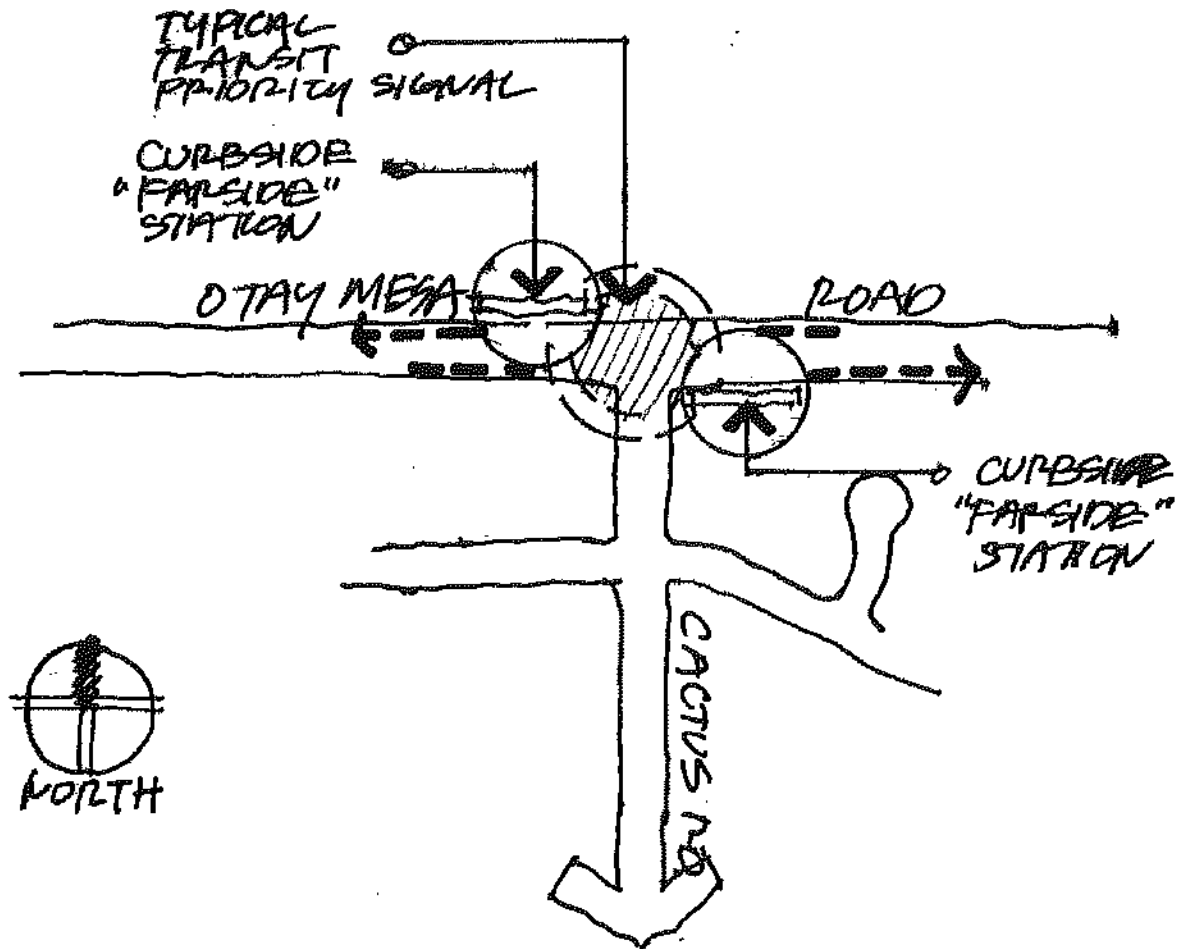 TYPICAL
TRANSIT
PRIORITY SIGNAL
CURBSIDE
"FARSIDE"
STATION
OTAY MESA ROAD
CURBSIDE
"FARSIDE"
STATION
CACTUS RD
NORTH